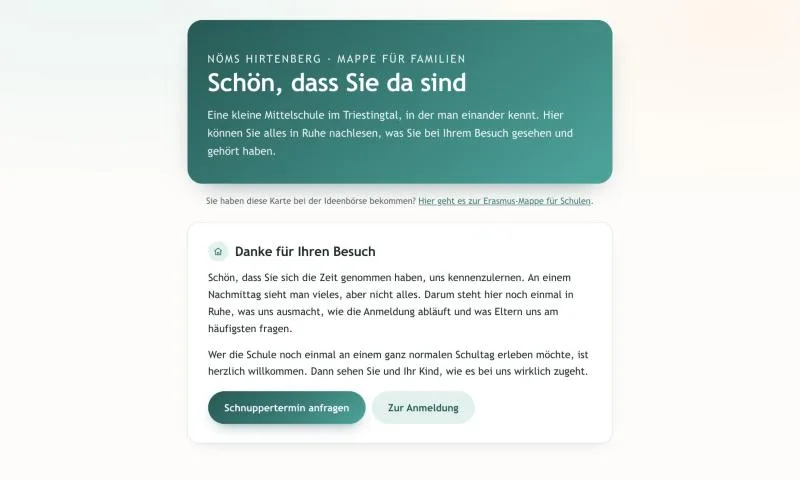 NÖMS HIRTENBERG · MAPPE FÜR FAMILIEN
Schön, dass Sie da sind
Eine kleine Mittelschule im Triestingtal, in der man einander kennt. Hier
können Sie alles in Ruhe nachlesen, was Sie bei Ihrem Besuch gesehen und
gehört haben.
Sie haben diese Karte bei der Ideenbörse bekommen? Hier geht es zur Erasmus-Mappe für Schulen.
Danke für Ihren Besuch
Schön, dass Sie sich die Zeit genommen haben, uns kennenzulernen. An einem
Nachmittag sieht man vieles, aber nicht alles. Darum steht hier noch einmal in
Ruhe, was uns ausmacht, wie die Anmeldung abläuft und was Eltern uns am
häufigsten fragen.
Wer die Schule noch einmal an einem ganz normalen Schultag erleben möchte, ist
herzlich willkommen. Dann sehen Sie und Ihr Kind, wie es bei uns wirklich zugeht.
Schnuppertermin anfragen
Zur Anmeldung